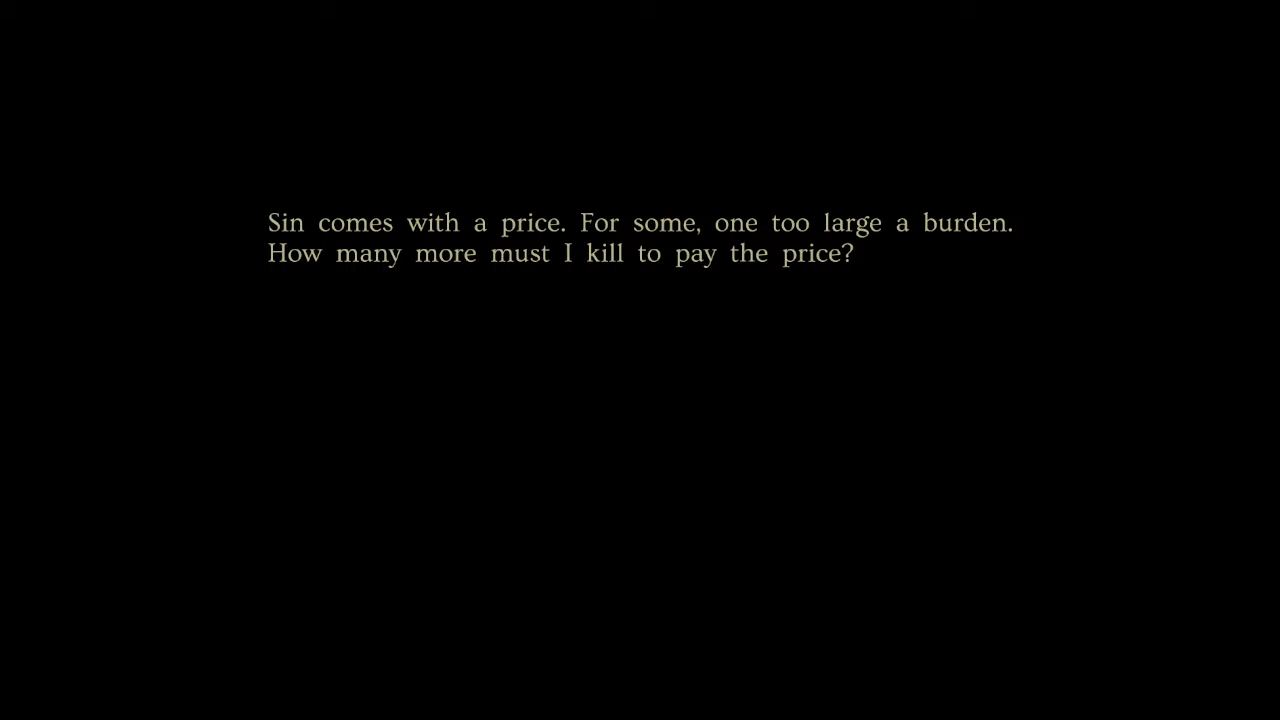 Sin comes with a price. For some, one too large a burden.
How many more must I kill to pay the price?